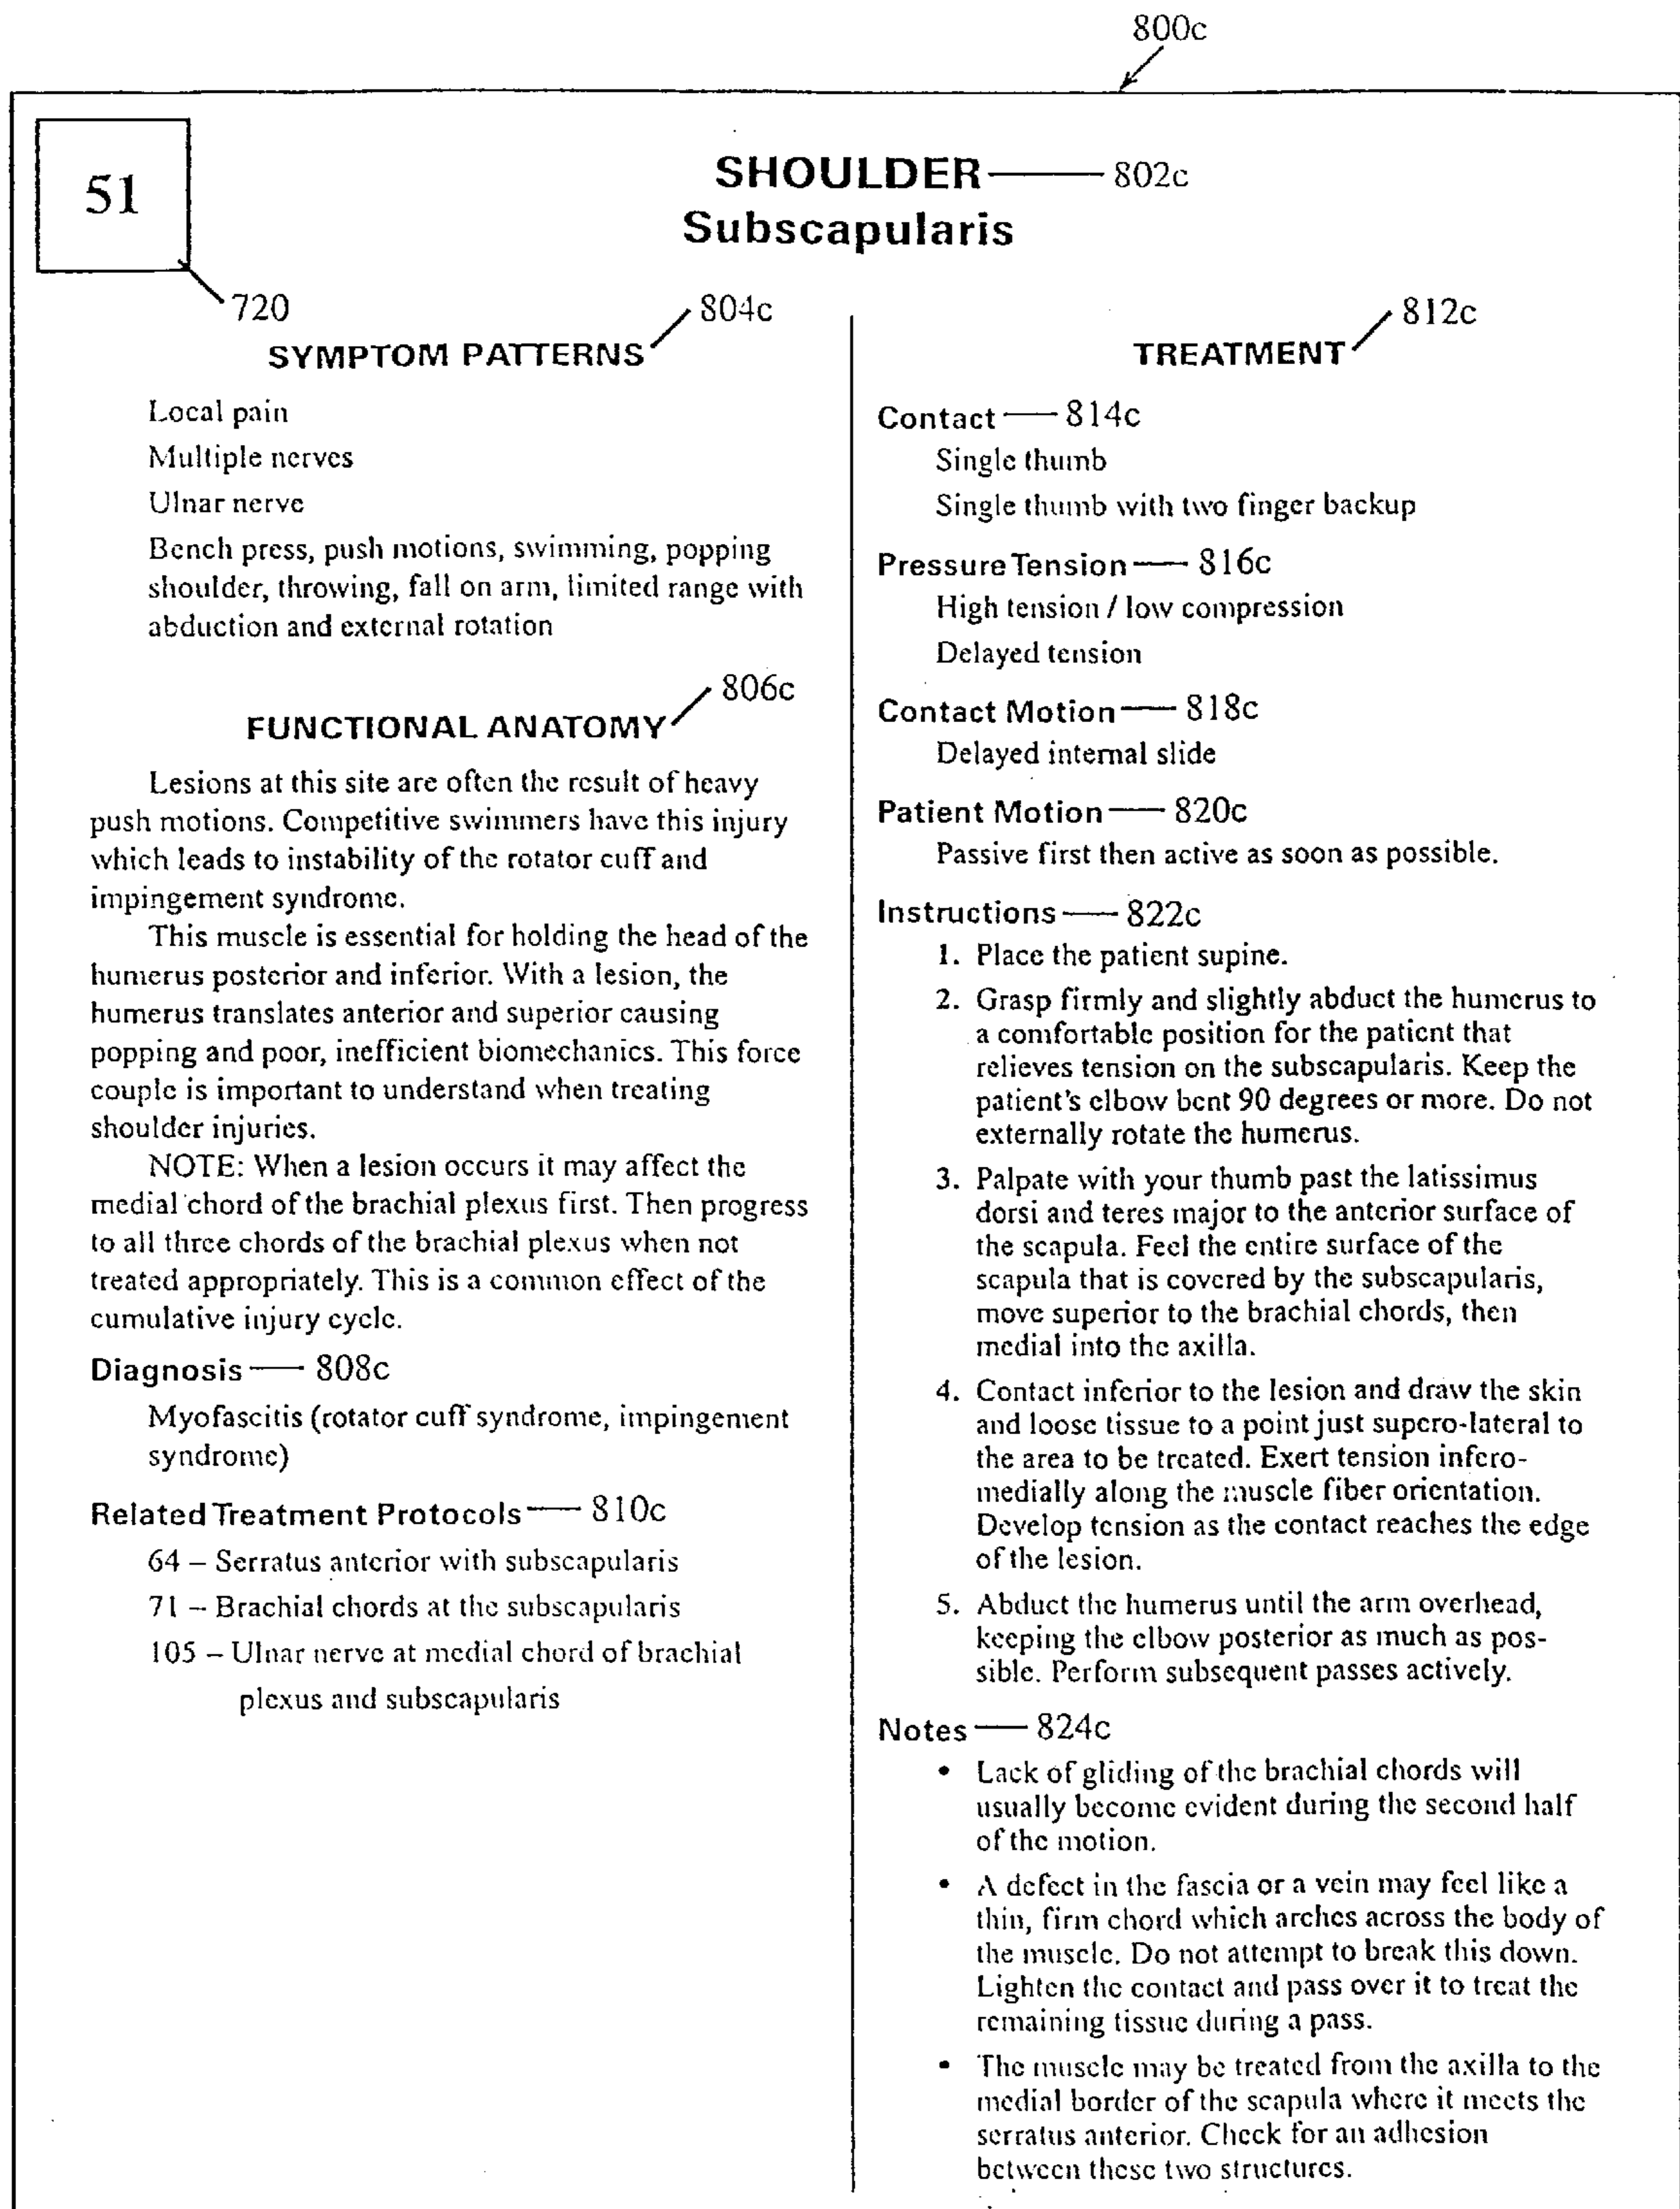 800c
51
SHOULDER 802c
Subscapularis
720
804c
SYMPTOM PATTERNS
Local pain
Multiple nerves
Ulnar nerve
Bench press, push motions, swimming, popping
shoulder, throwing, fall on arm, limited range with
abduction and external rotation
806c
FUNCTIONAL ANATOMY
Lesions at this site are often the result of heavy
push motions. Competitive swimmers have this injury
which leads to instability of the rotator cuff and
impingement syndrome.
This muscle is essential for holding the head of the
humerus posterior and inferior. With a lesion, the
humerus translates anterior and superior causing
popping and poor, inefficient biomechanics. This force
couple is important to understand when treating
shoulder injuries.
NOTE: When a lesion occurs it may affect the
medial chord of the brachial plexus first. Then progress
to all three chords of the brachial plexus when not
treated appropriately. This is a common effect of the
cumulative injury cycle.
Diagnosis 808c
Myofascitis (rotator cuff syndrome, impingement
syndrome)
Related Treatment Protocols 810c
64 – Serratus anterior with subscapularis
71 – Brachial chords at the subscapularis
105 – Ulnar nerve at medial chord of brachial
plexus and subscapularis
812c
TREATMENT
Contact 814c
Single thumb
Single thumb with two finger backup
Pressure Tension 816c
High tension / low compression
Delayed tension
Contact Motion 818c
Delayed internal slide
Patient Motion 820c
Passive first then active as soon as possible.
Instructions 822c
1. Place the patient supine.
2. Grasp firmly and slightly abduct the humerus to
a comfortable position for the patient that
relieves tension on the subscapularis. Keep the
patient's elbow bent 90 degrees or more. Do not
externally rotate the humerus.
3. Palpate with your thumb past the latissimus
dorsi and teres major to the anterior surface of
the scapula. Feel the entire surface of the
scapula that is covered by the subscapularis,
move superior to the brachial chords, then
medial into the axilla.
4. Contact inferior to the lesion and draw the skin
and loose tissue to a point just supero-lateral to
the area to be treated. Exert tension infero-
medially along the muscle fiber orientation.
Develop tension as the contact reaches the edge
of the lesion.
5. Abduct the humerus until the arm overhead,
keeping the elbow posterior as much as pos-
sible. Perform subsequent passes actively.
Notes 824c
• Lack of gliding of the brachial chords will
usually become evident during the second half
of the motion.
• A defect in the fascia or a vein may feel like a
thin, firm chord which arches across the body of
the muscle. Do not attempt to break this down.
Lighten the contact and pass over it to treat the
remaining tissue during a pass.
• The muscle may be treated from the axilla to the
medial border of the scapula where it meets the
serratus anterior. Check for an adhesion
between these two structures.